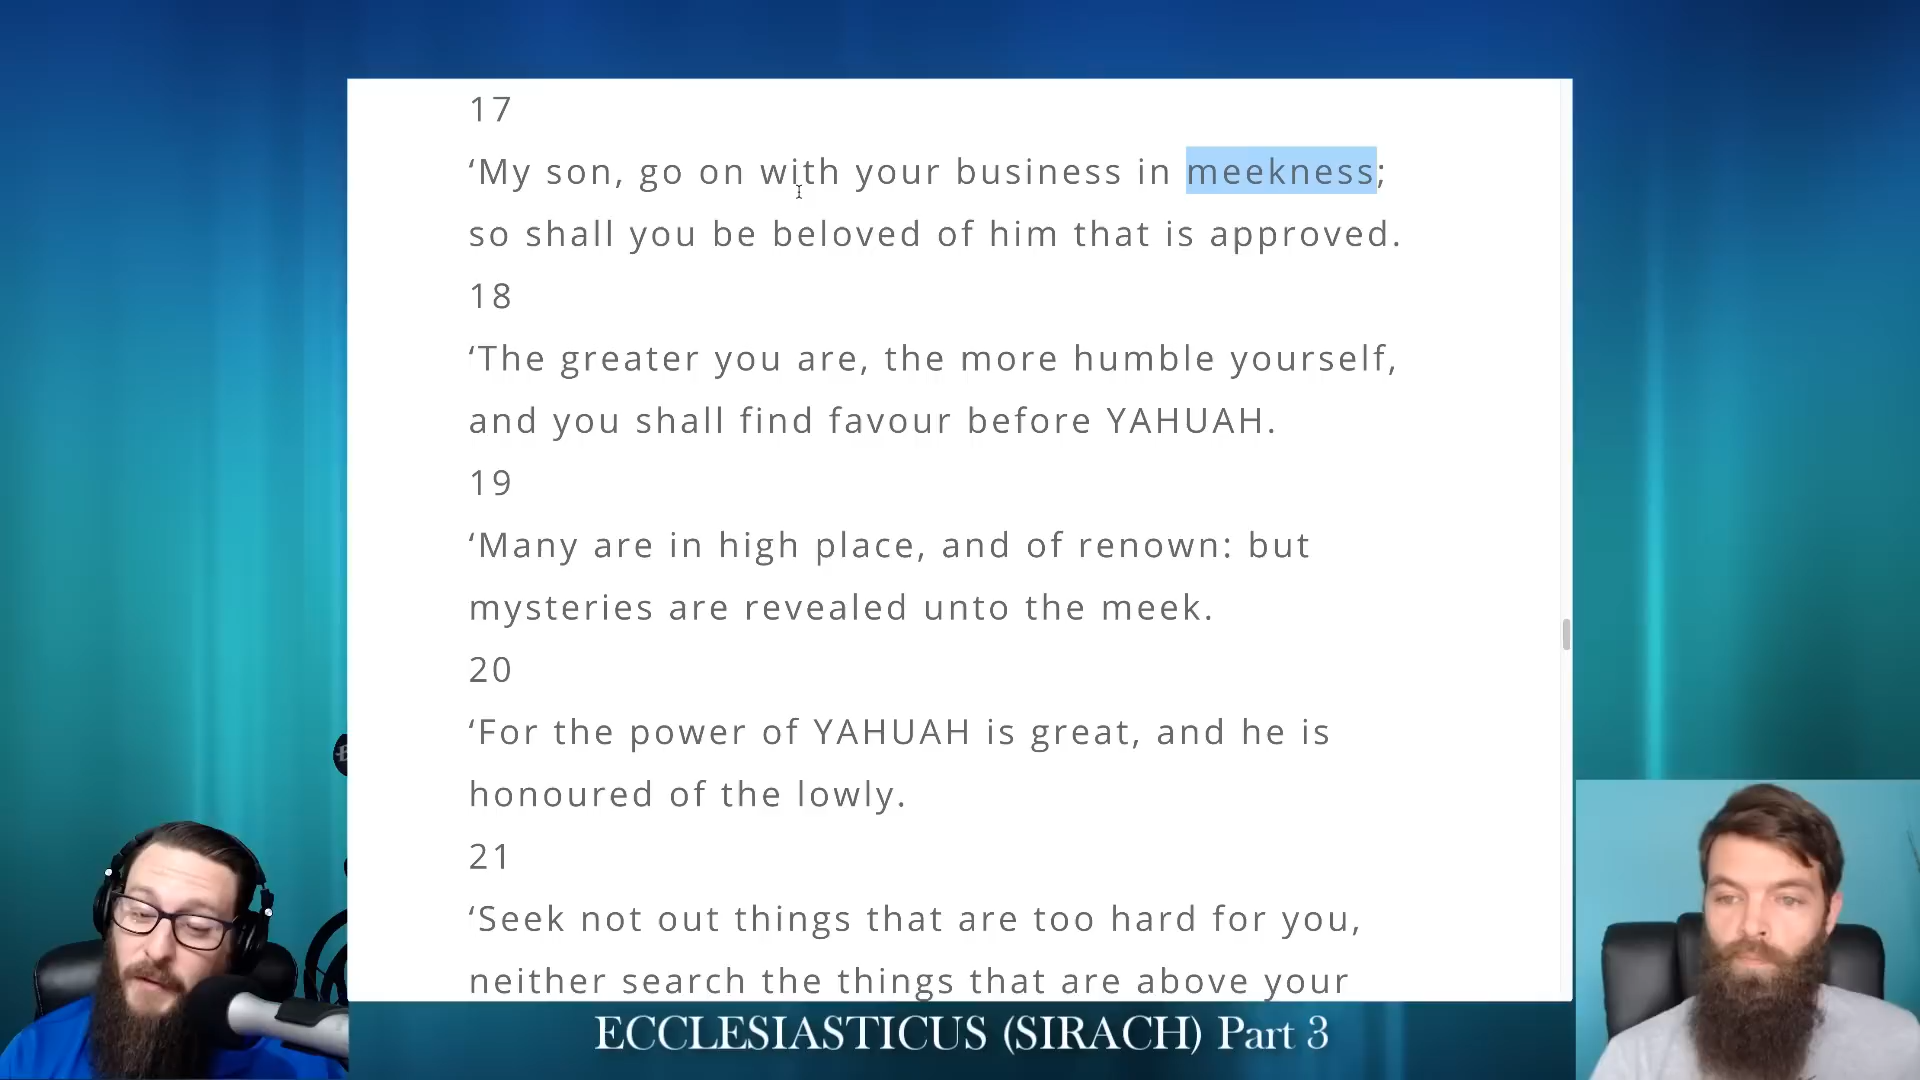 17
‘My son, go on with your business in meekness;
so shall you be beloved of him that is approved.
18
‘The greater you are, the more humble yourself,
and you shall find favour before YAHUAH.
19
‘Many are in high place, and of renown: but
mysteries are revealed unto the meek.
20
‘For the power of YAHUAH is great, and he is
honoured of the lowly.
21
‘Seek not out things that are too hard for you,
neither search the things that are above your
ECCLESIASTICUS (SIRACH) Part 3